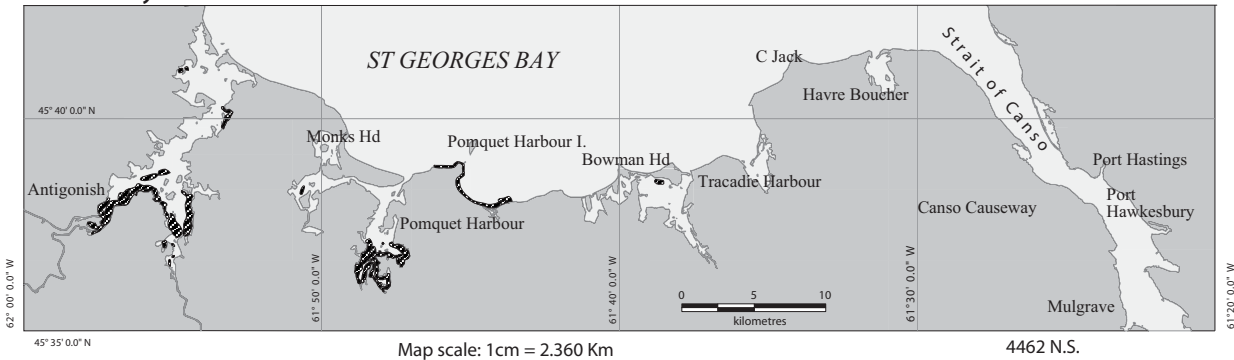 C Jack
ST GEORGES BAY
Strait of Canso
Havre Boucher
45° 40' 0.0" N
Monks Hd
Pomquet Harbour I.
Bowman Hd
Port Hastings
Antigonish
Tracadie Harbour
Port
Hawkesbury
Canso Causeway
Pomquet Harbour
62° 00' 0.0" W
61° 50' 0.0" W
61° 40' 0.0" W
61° 30' 0.0" W
61° 20' 0.0" W
0 5 10
kilometres
Mulgrave
45° 35' 0.0" N
Map scale: 1cm = 2.360 Km
4462 N.S.